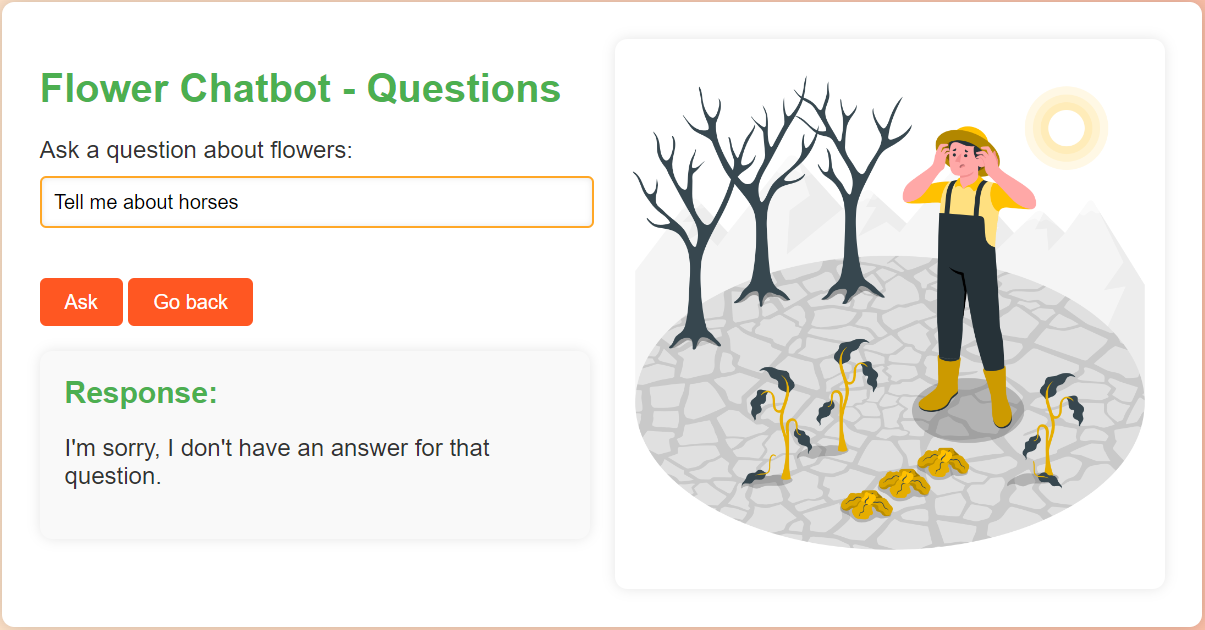 Flower Chatbot - Questions
Ask a question about flowers:
Tell me about horses
Ask
Go back
Response:
I'm sorry, I don't have an answer for that
question.